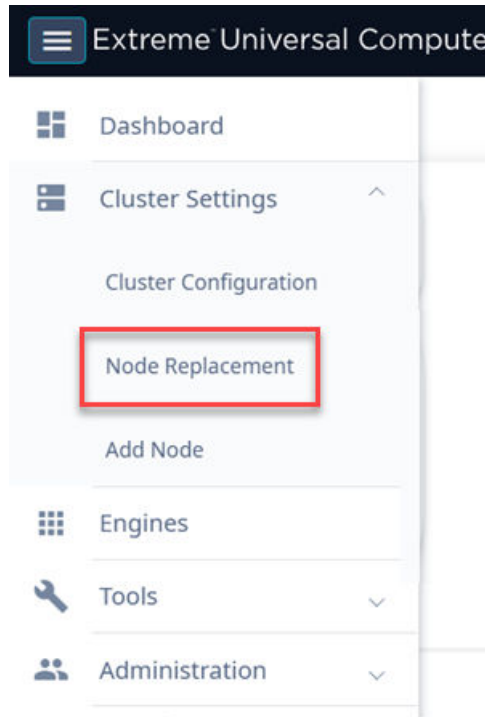 Extreme Universal Compute
Dashboard
Cluster Settings
Cluster Configuration
Node Replacement
Add Node
Engines
Tools
Administration